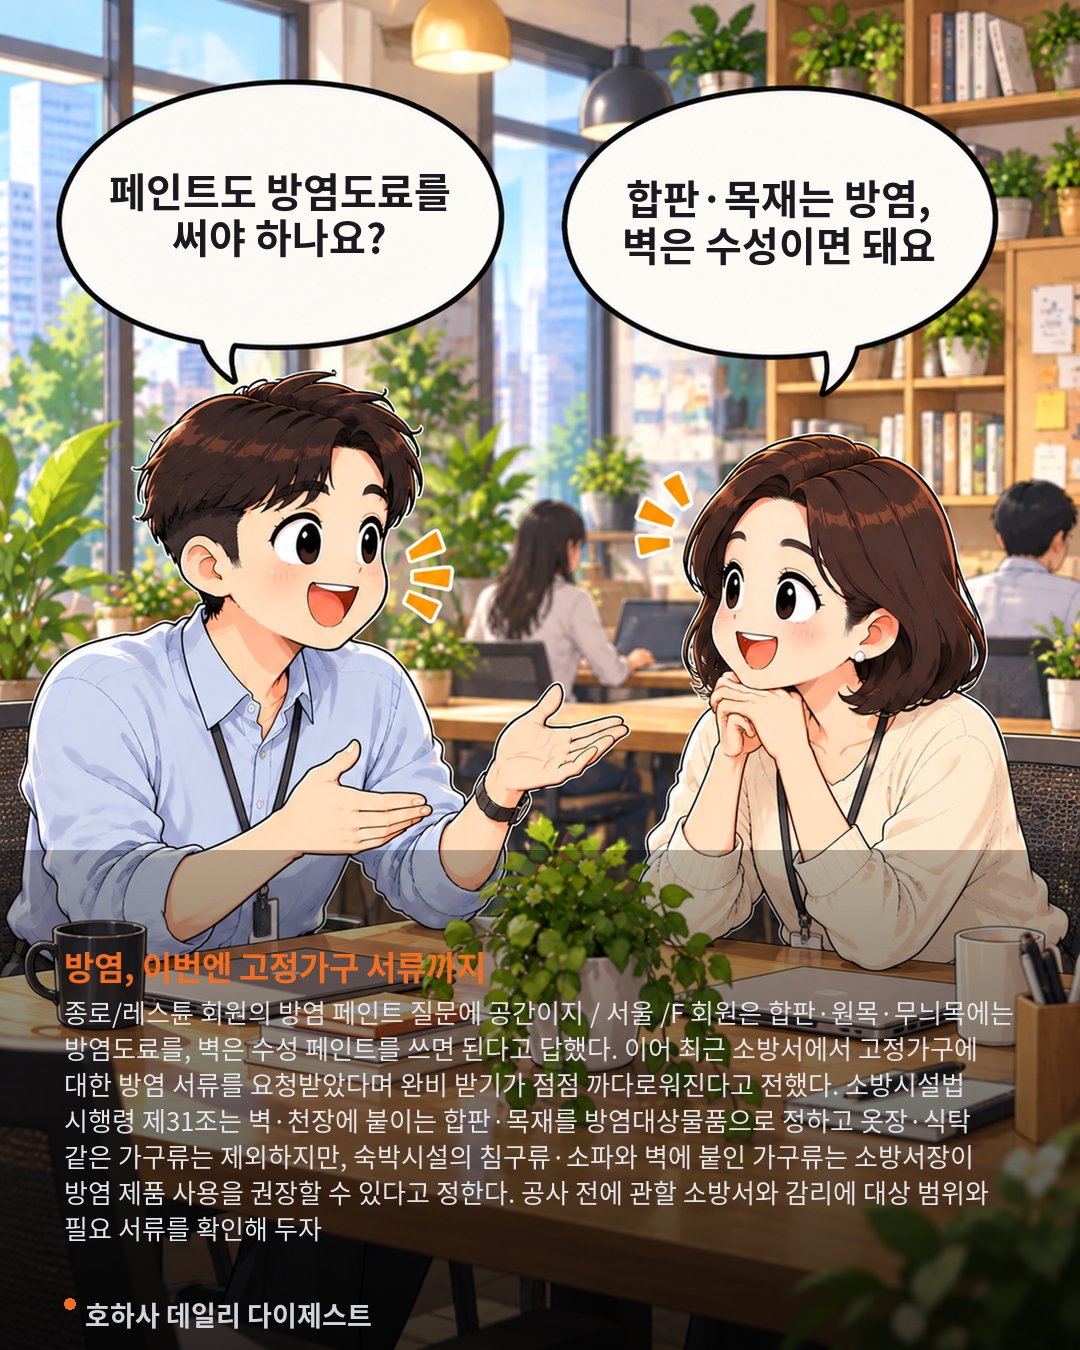 페인트도 방염도료를
써야 하나요?
합판·목재는 방염,
벽은 수성이면 돼요
방염, 이번엔 고정가구 서류까지
종로/레스튠 회원의 방염 페인트 질문에 공간이지 / 서울 /F 회원은 합판·원목·무늬목에는
방염도료를, 벽은 수성 페인트를 쓰면 된다고 답했다. 이어 최근 소방서에서 고정가구에
대한 방염 서류를 요청받았다며 완비 받기가 점점 까다로워진다고 전했다. 소방시설법
시행령 제31조는 벽·천장에 붙이는 합판·목재를 방염대상물품으로 정하고 옷장·식탁
같은 가구류는 제외하지만, 숙박시설의 침구류·소파와 벽에 붙인 가구류는 소방서장이
방염 제품 사용을 권장할 수 있다고 정한다. 공사 전에 관할 소방서와 감리에 대상 범위와
필요 서류를 확인해 두자
호하사 데일리 다이제스트